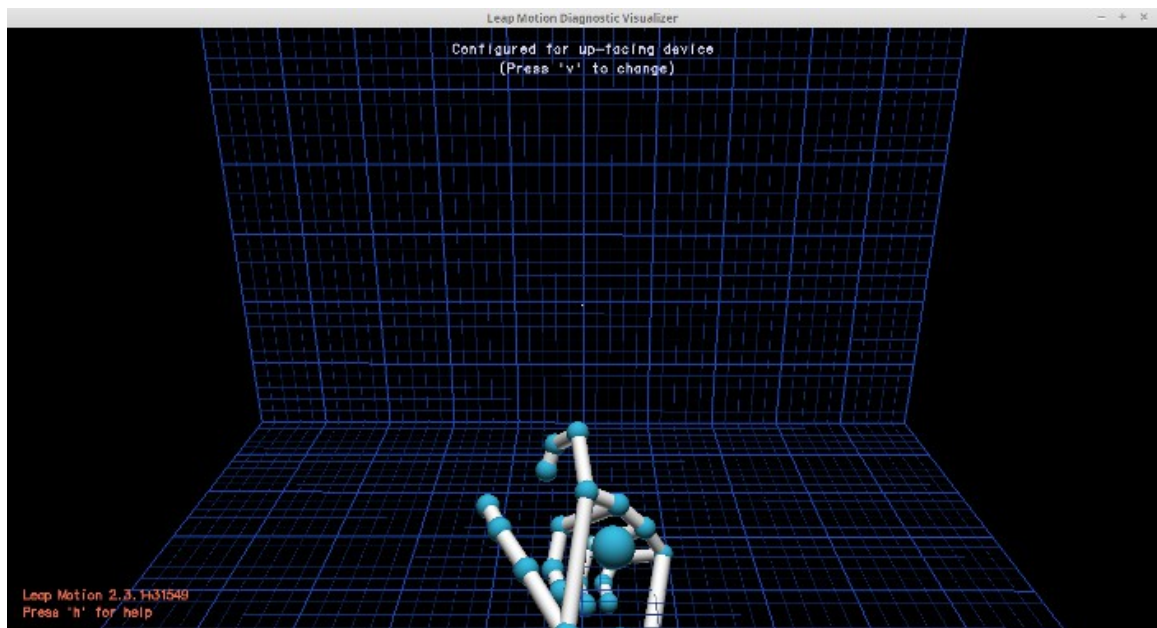 Leap Motion Diagnostic Visualizer
Configured for up-facing device
(Press 'v' to change)
Leap Motion 2.3.1+31549
Press 'h' for help